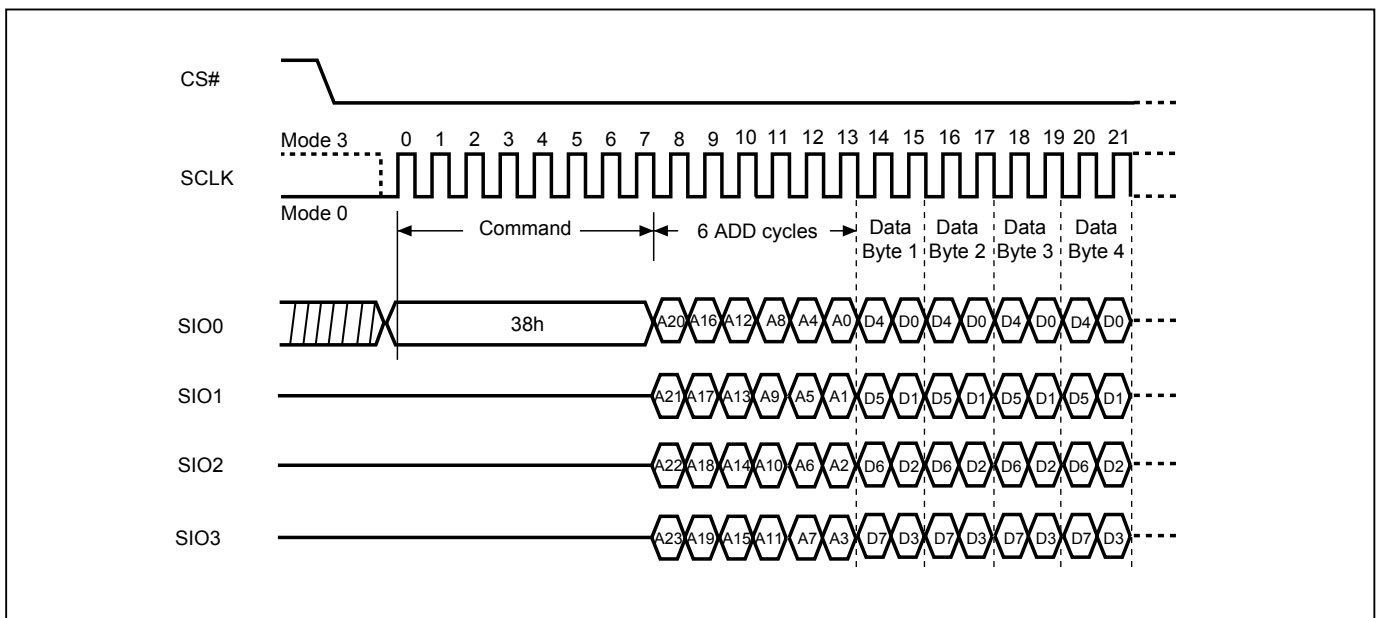 CS#
Mode 3
0 1 2 3 4 5 6 7 8 9 10 11 12 13 14 15 16 17 18 19 20 21
SCLK
Mode 0
Command
6 ADD cycles
Data Byte 1
Data Byte 2
Data Byte 3
Data Byte 4
SIO0
38h
A20 A16 A12 A8 A4 A0 D4 D0 D4 D0 D4 D0 D4 D0
SIO1
A21 A17 A13 A9 A5 A1 D5 D1 D5 D1 D5 D1 D5 D1
SIO2
A22 A18 A14 A10 A6 A2 D6 D2 D6 D2 D6 D2 D6 D2
SIO3
A23 A19 A15 A11 A7 A3 D7 D3 D7 D3 D7 D3 D7 D3